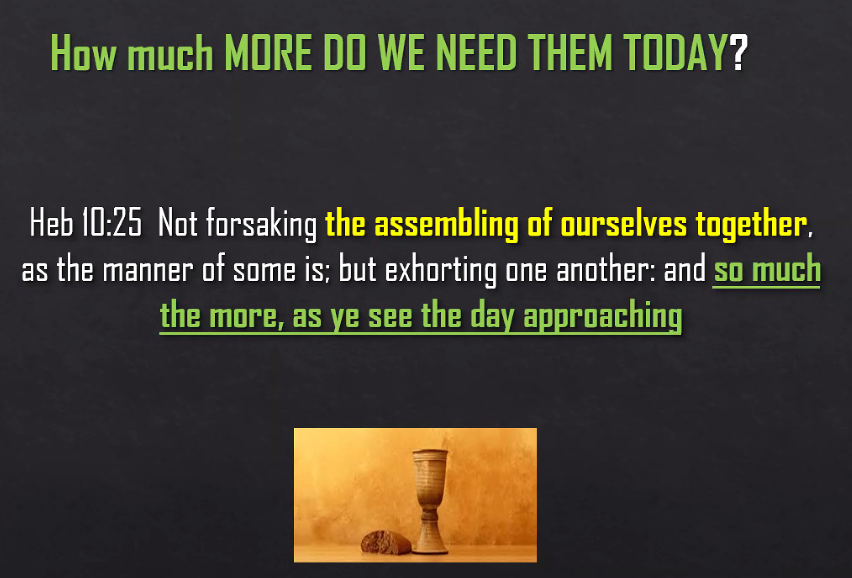 How much MORE DO WE NEED THEM TODAY?
Heb 10:25 Not forsaking the assembling of ourselves together,
as the manner of some is; but exhorting one another: and so much
the more, as ye see the day approaching